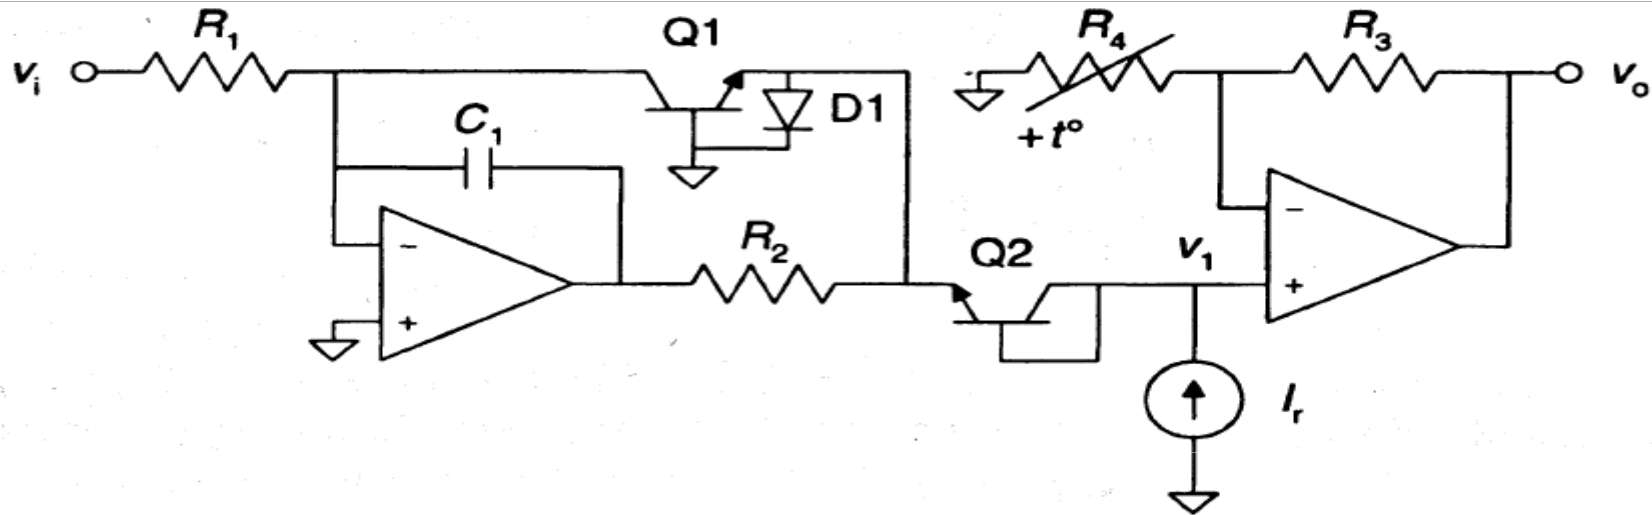 R₁
Q1
R₄
R₃
vᵢ
D1
vₒ
C₁
+t°
−
R₂
Q2
v₁
−
+
+
Iᵣ